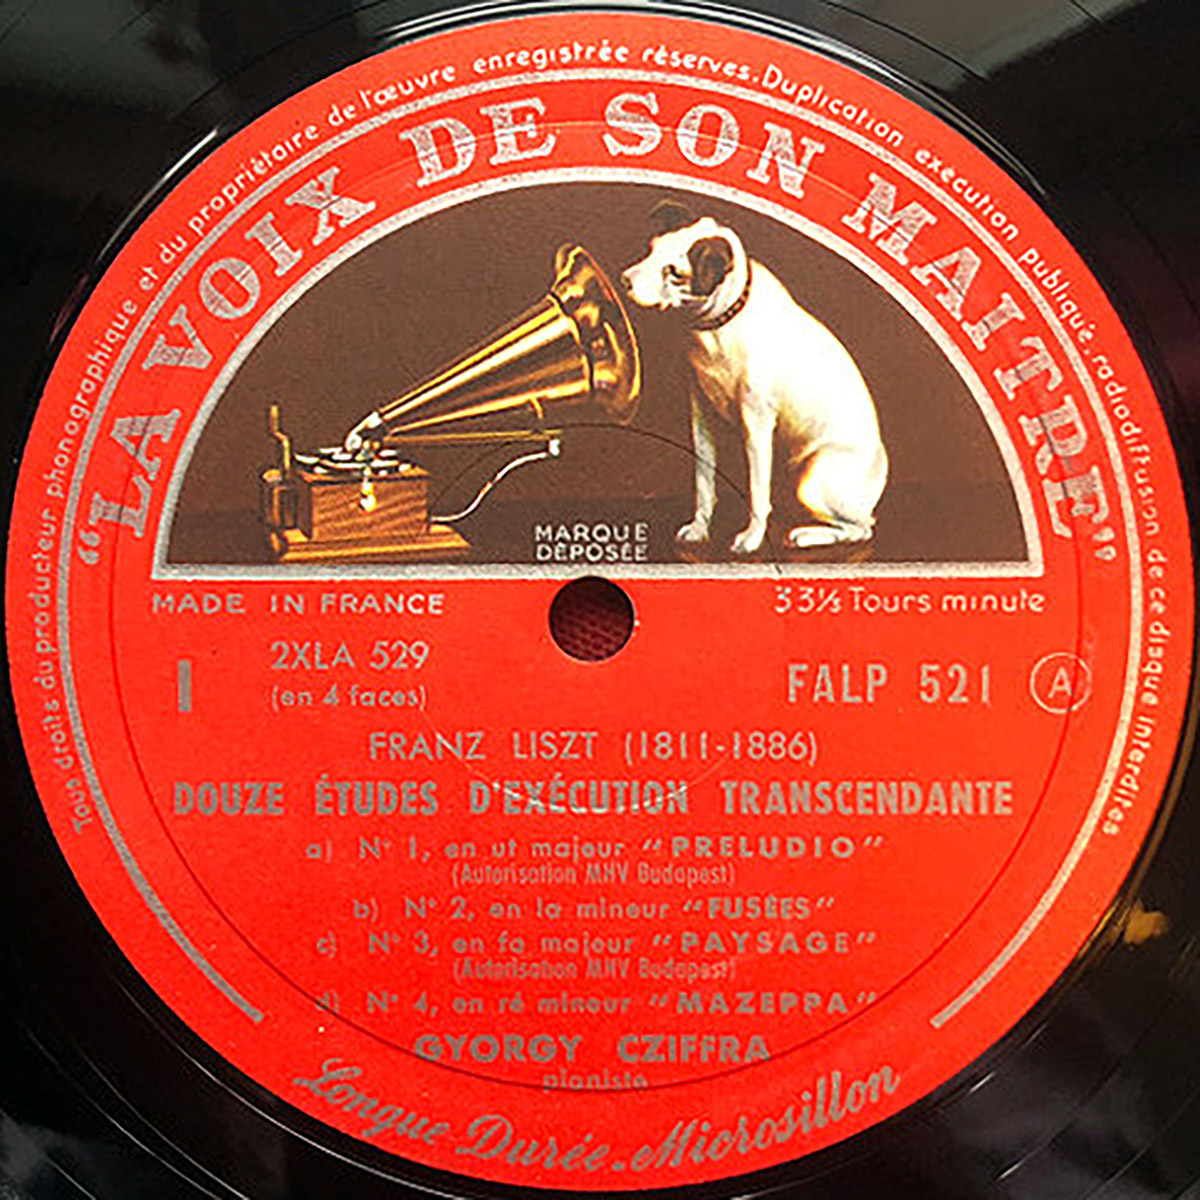 Tous droits du producteur phonographique et du propriétaire de l'œuvre enregistrée réservés. Duplication exécution publique. radiodiffusion de ce disque interdites
"LA VOIX DE SON MAITRE"
MARQUE
DÉPOSÉE
MADE IN FRANCE
33⅓ Tours minute
I
2XLA 529
(en 4 faces)
FALP 521 A
FRANZ LISZT (1811-1886)
DOUZE ÉTUDES D'EXÉCUTION TRANSCENDANTE
a) N° 1, en ut majeur "PRELUDIO"
(Autorisation MHV Budapest)
b) N° 2, en la mineur "FUSÉES"
c) N° 3, en fa majeur "PAYSAGE"
(Autorisation MHV Budapest)
d) N° 4, en ré mineur "MAZEPPA"
GYORGY CZIFFRA
pianiste
Longue Durée-Microsillon